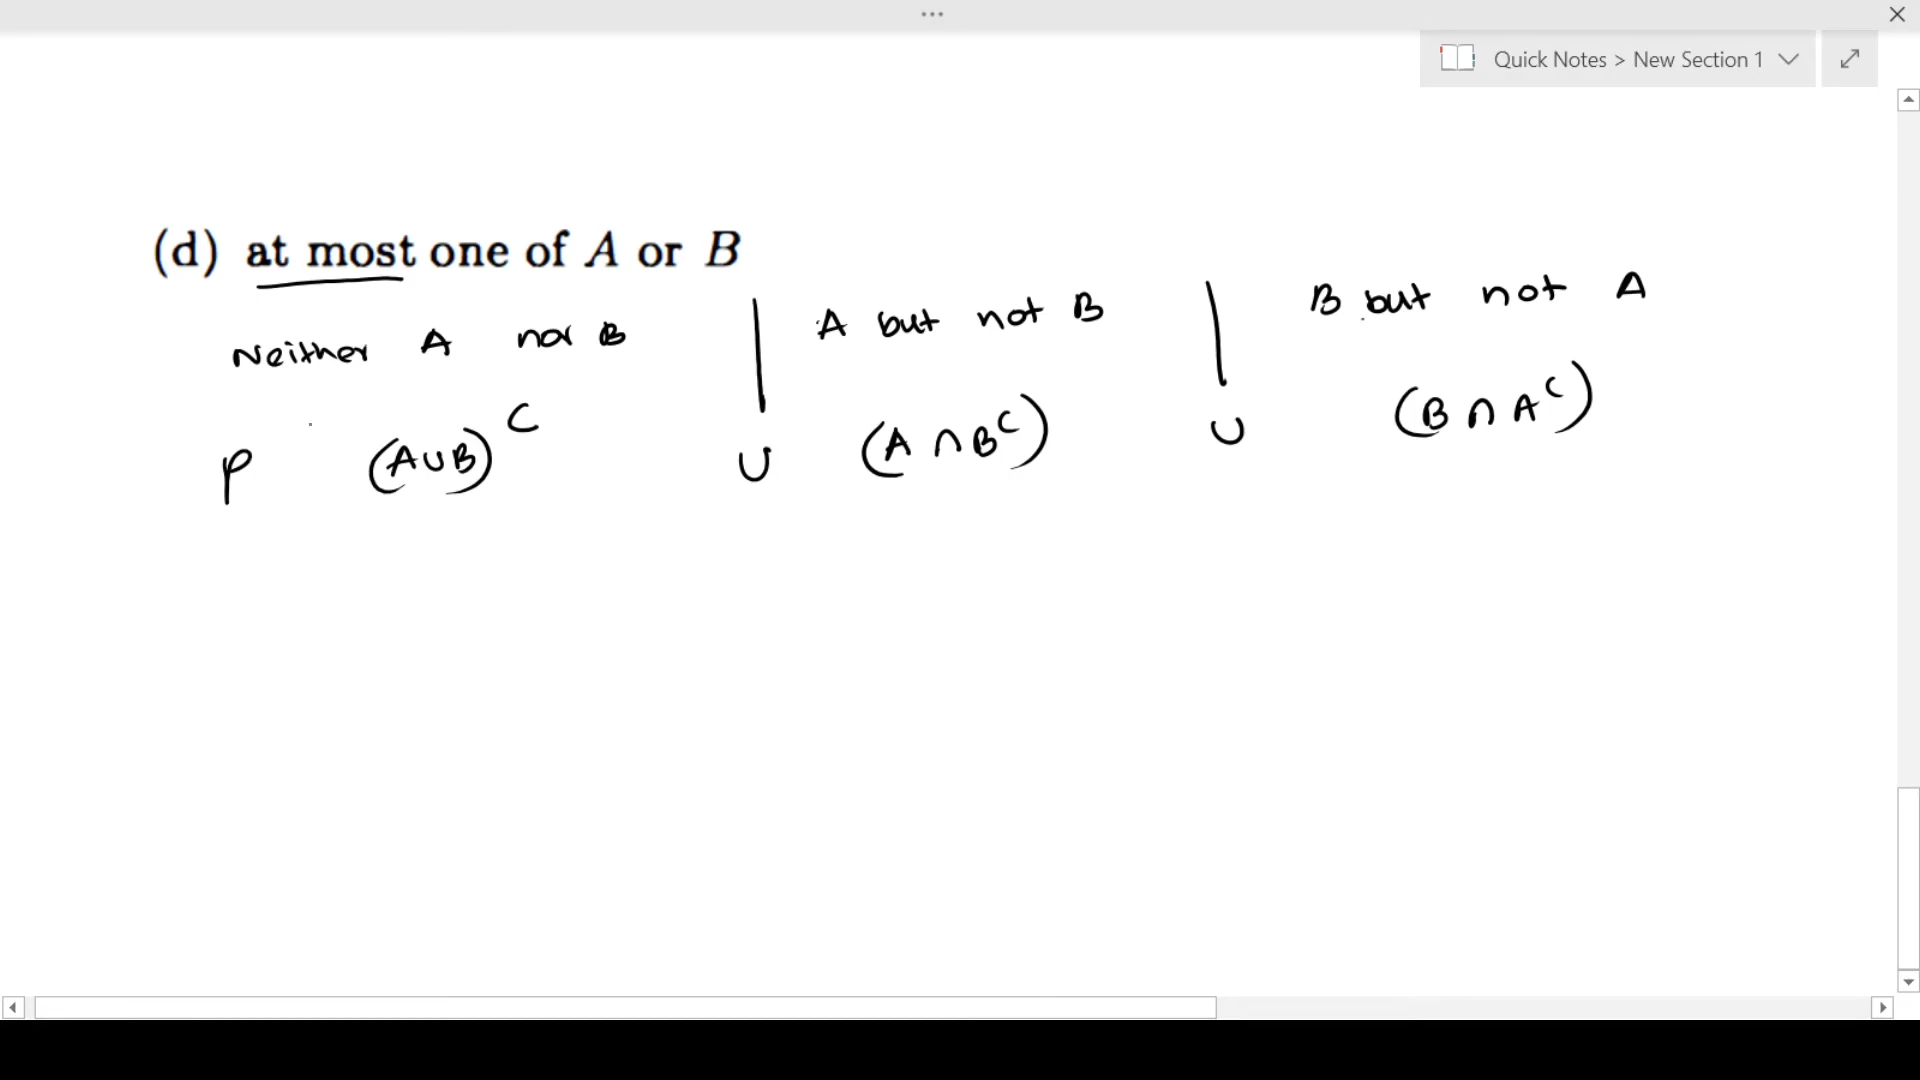 Quick Notes > New Section 1
(d) at most one of A or B
Neither A nor B | A but not B | B but not A
P (A∪B)^C ∪ (A ∩ B^C) ∪ (B ∩ A^C)